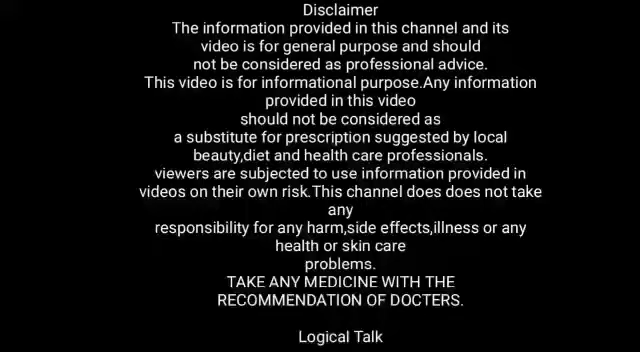 Disclaimer
The information provided in this channel and its
video is for general purpose and should
not be considered as professional advice.
This video is for informational purpose.Any information
provided in this video
should not be considered as
a substitute for prescription suggested by local
beauty,diet and health care professionals.
viewers are subjected to use information provided in
videos on their own risk.This channel does does not take
any
responsibility for any harm,side effects,illness or any
health or skin care
problems.
TAKE ANY MEDICINE WITH THE
RECOMMENDATION OF DOCTERS.
Logical Talk